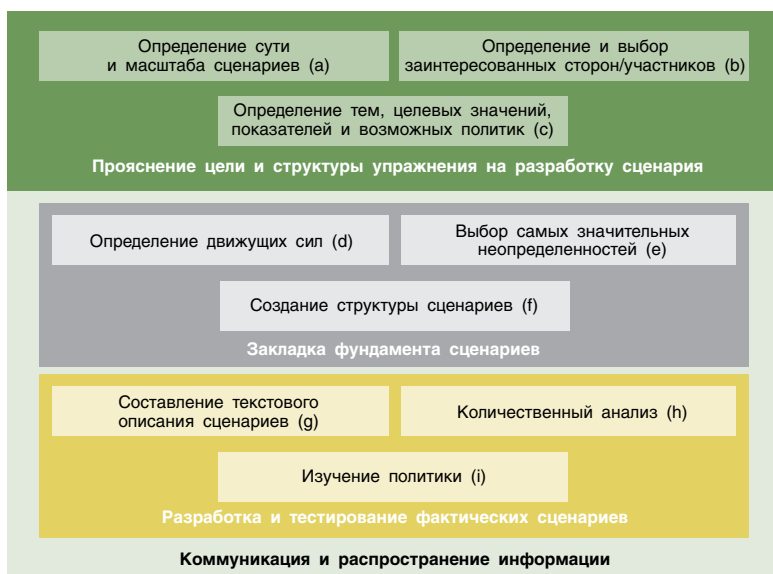 Определение сути
и масштаба сценариев (a)
Определение и выбор
заинтересованных сторон/участников (b)
Определение тем, целевых значений,
показателей и возможных политик (c)
Прояснение цели и структуры упражнения на разработку сценария
Определение движущих сил (d)
Выбор самых значительных
неопределенностей (e)
Создание структуры сценариев (f)
Закладка фундамента сценариев
Составление текстового
описания сценариев (g)
Количественный анализ (h)
Изучение политики (i)
Разработка и тестирование фактических сценариев
Коммуникация и распространение информации